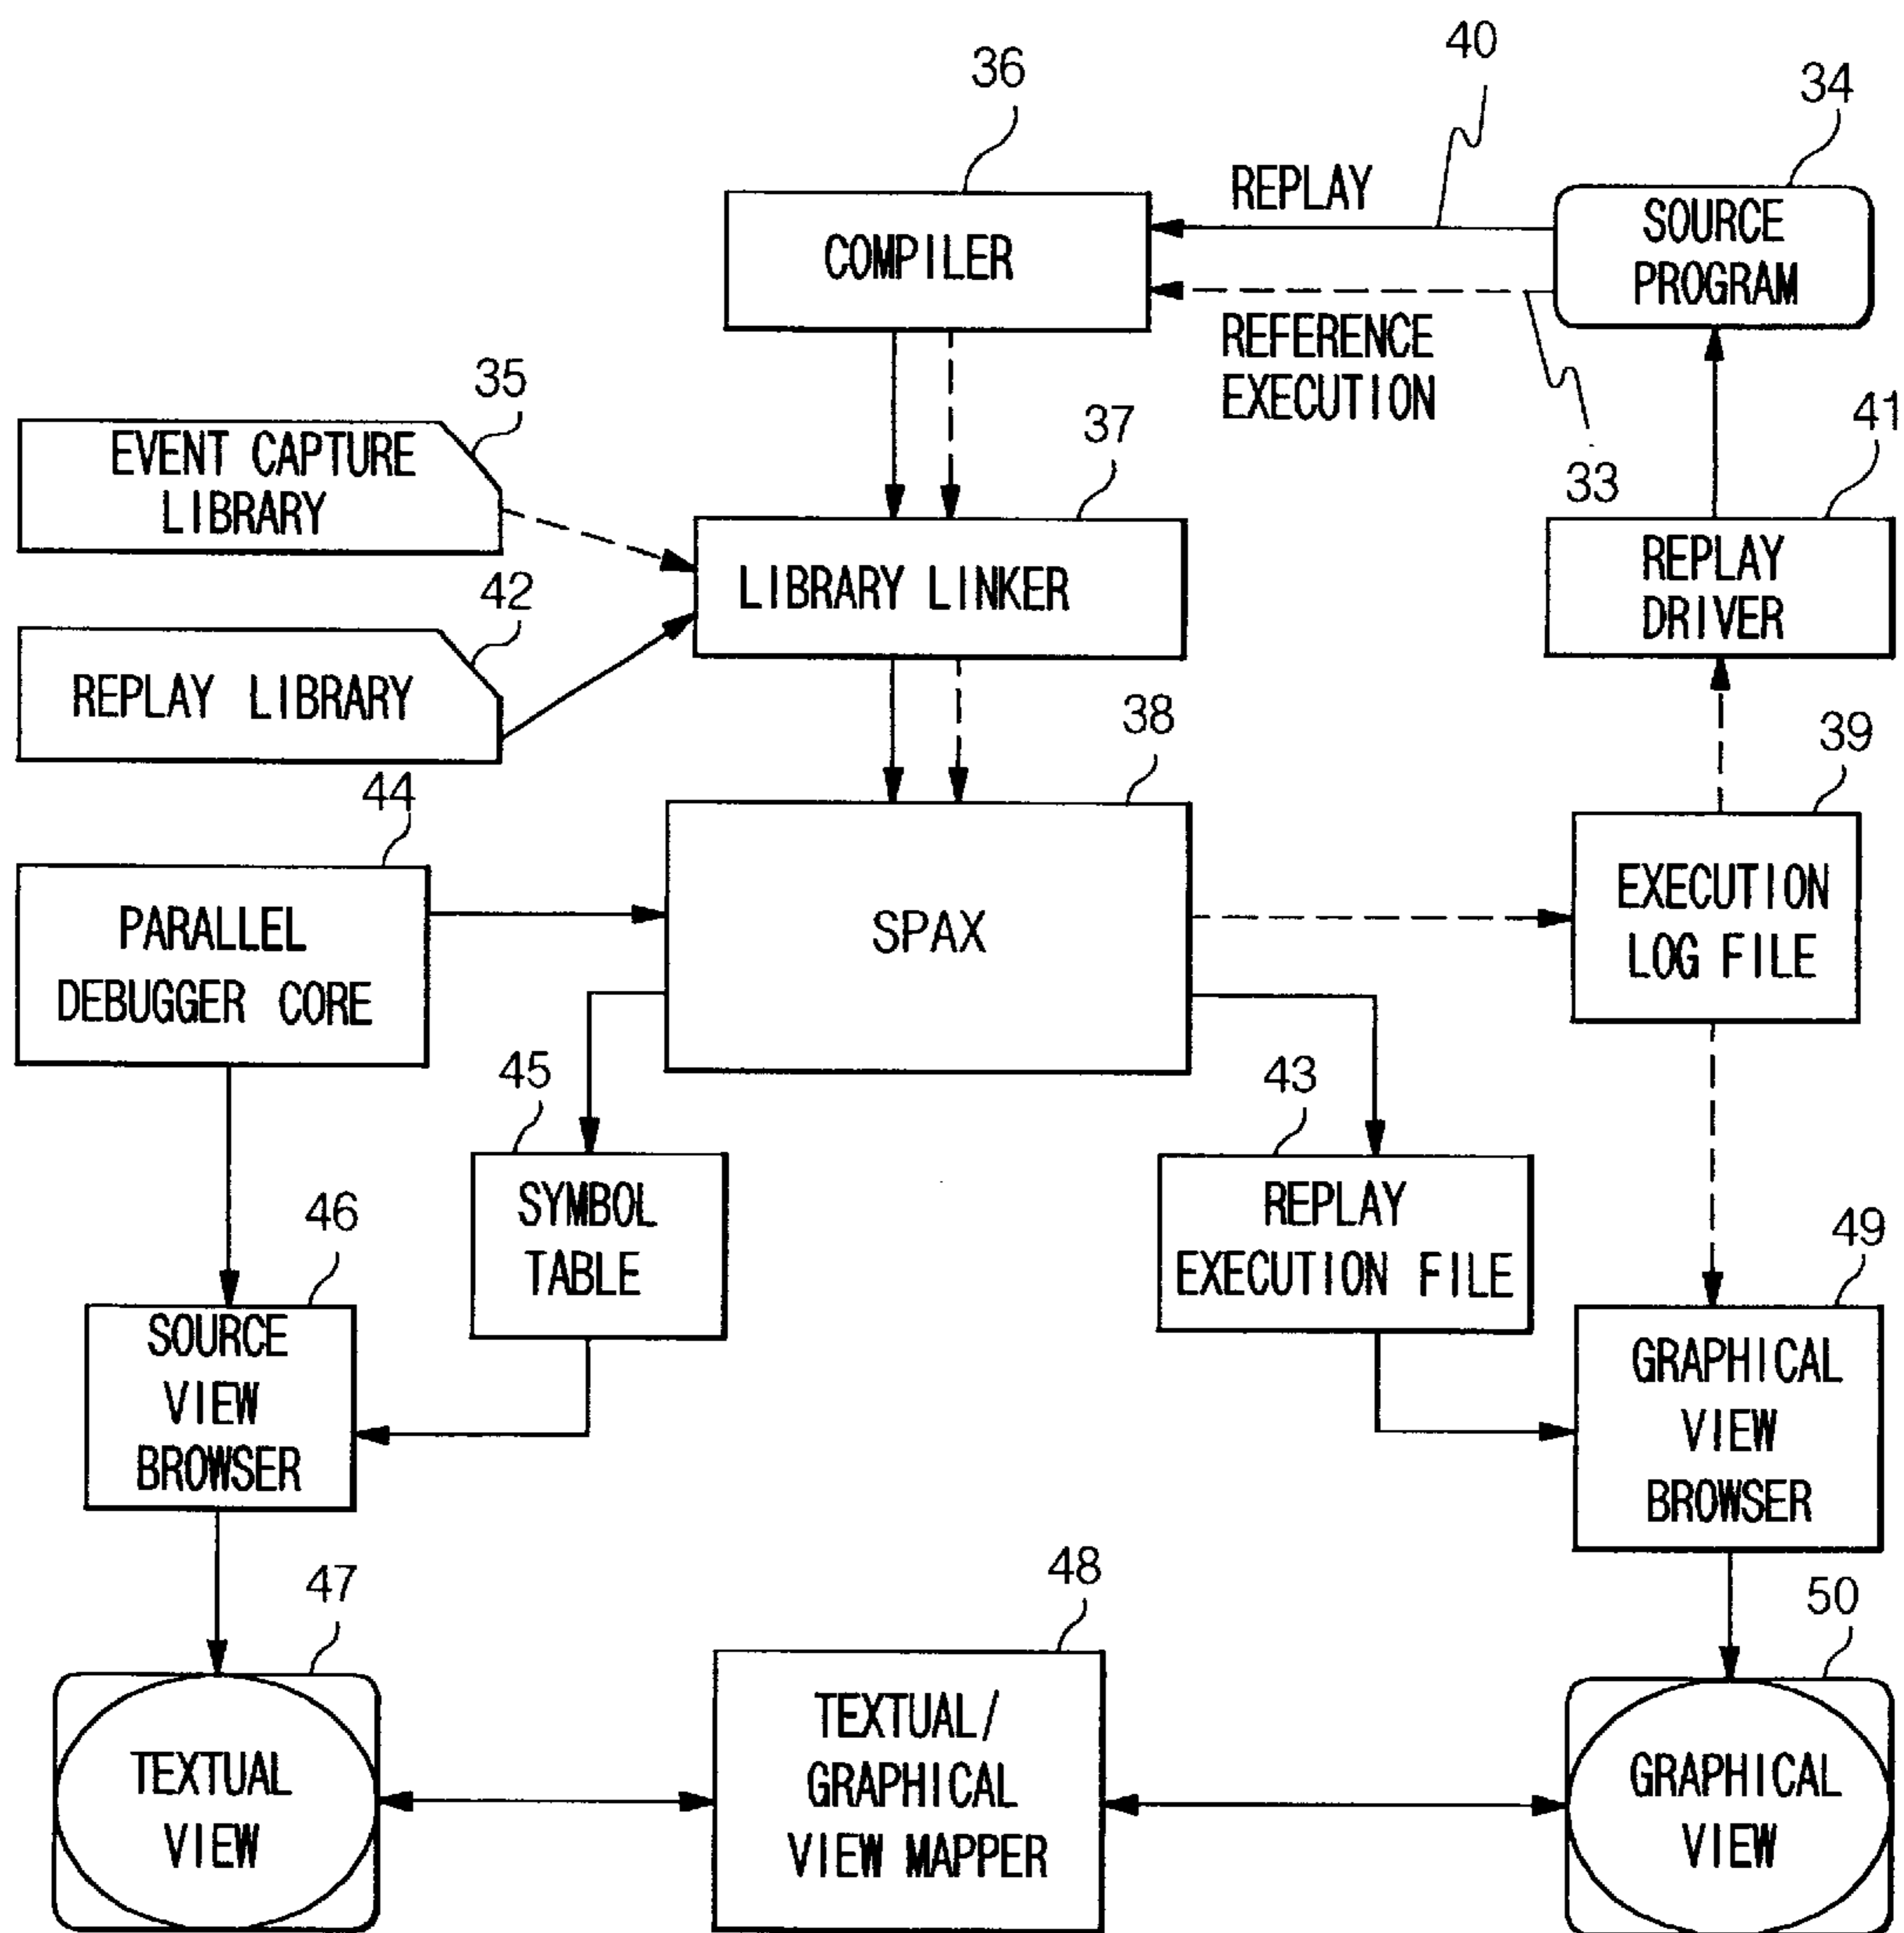 40
36
34
REPLAY
SOURCE
PROGRAM
COMPILER
REFERENCE
EXECUTION
35
37
41
33
EVENT CAPTURE
LIBRARY
42
LIBRARY LINKER
REPLAY
DRIVER
REPLAY LIBRARY
38
39
44
PARALLEL
DEBUGGER CORE
SPAX
EXECUTION
LOG FILE
45
43
46
SYMBOL
TABLE
REPLAY
EXECUTION FILE
49
SOURCE
VIEW
BROWSER
GRAPHICAL
VIEW
BROWSER
47
48
50
TEXTUAL
VIEW
TEXTUAL/
GRAPHICAL
VIEW MAPPER
GRAPHICAL
VIEW